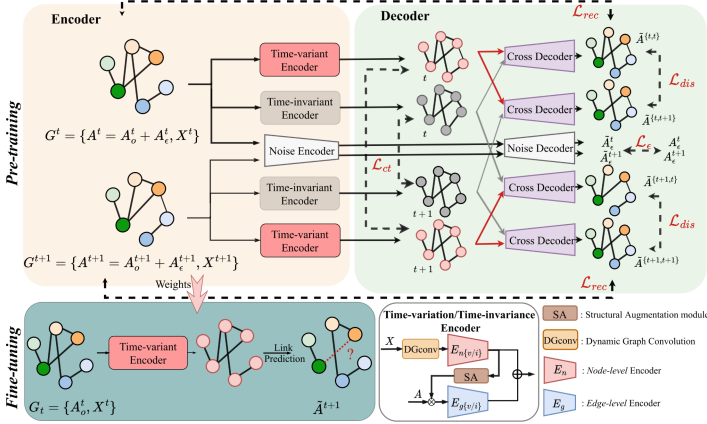 Encoder
Decoder
Pre-training
Time-variant
Encoder
Time-invariant
Encoder
Noise Encoder
Time-invariant
Encoder
Time-variant
Encoder
G^t = {A^t = A_o^t + A_ϵ^t, X^t}
G^{t+1} = {A^{t+1} = A_o^{t+1} + A_ϵ^{t+1}, X^{t+1}}
t
t
t + 1
t + 1
ℒ_ct
Cross Decoder
Cross Decoder
Noise Decoder
Cross Decoder
Cross Decoder
ℒ_rec
Ã^{t,t}
ℒ_dis
Ã^{t,t+1}
Ã_ϵ^t ℒ_ϵ A_ϵ^t
Ã_ϵ^{t+1} A_ϵ^{t+1}
Ã^{t+1,t}
ℒ_dis
Ã^{t+1,t+1}
ℒ_rec
Weights
Fine-tuning
Time-variant
Encoder
Link
Prediction
?
G_t = {A_o^t, X^t}
Ã^{t+1}
Time-variation/Time-invariance
Encoder
X
DGconv
E_{n{v/i}}
SA
A
E_{g{v/i}}
SA : Structural Augmentation module
DGconv : Dynamic Graph Convolution
E_n : Node-level Encoder
E_g : Edge-level Encoder